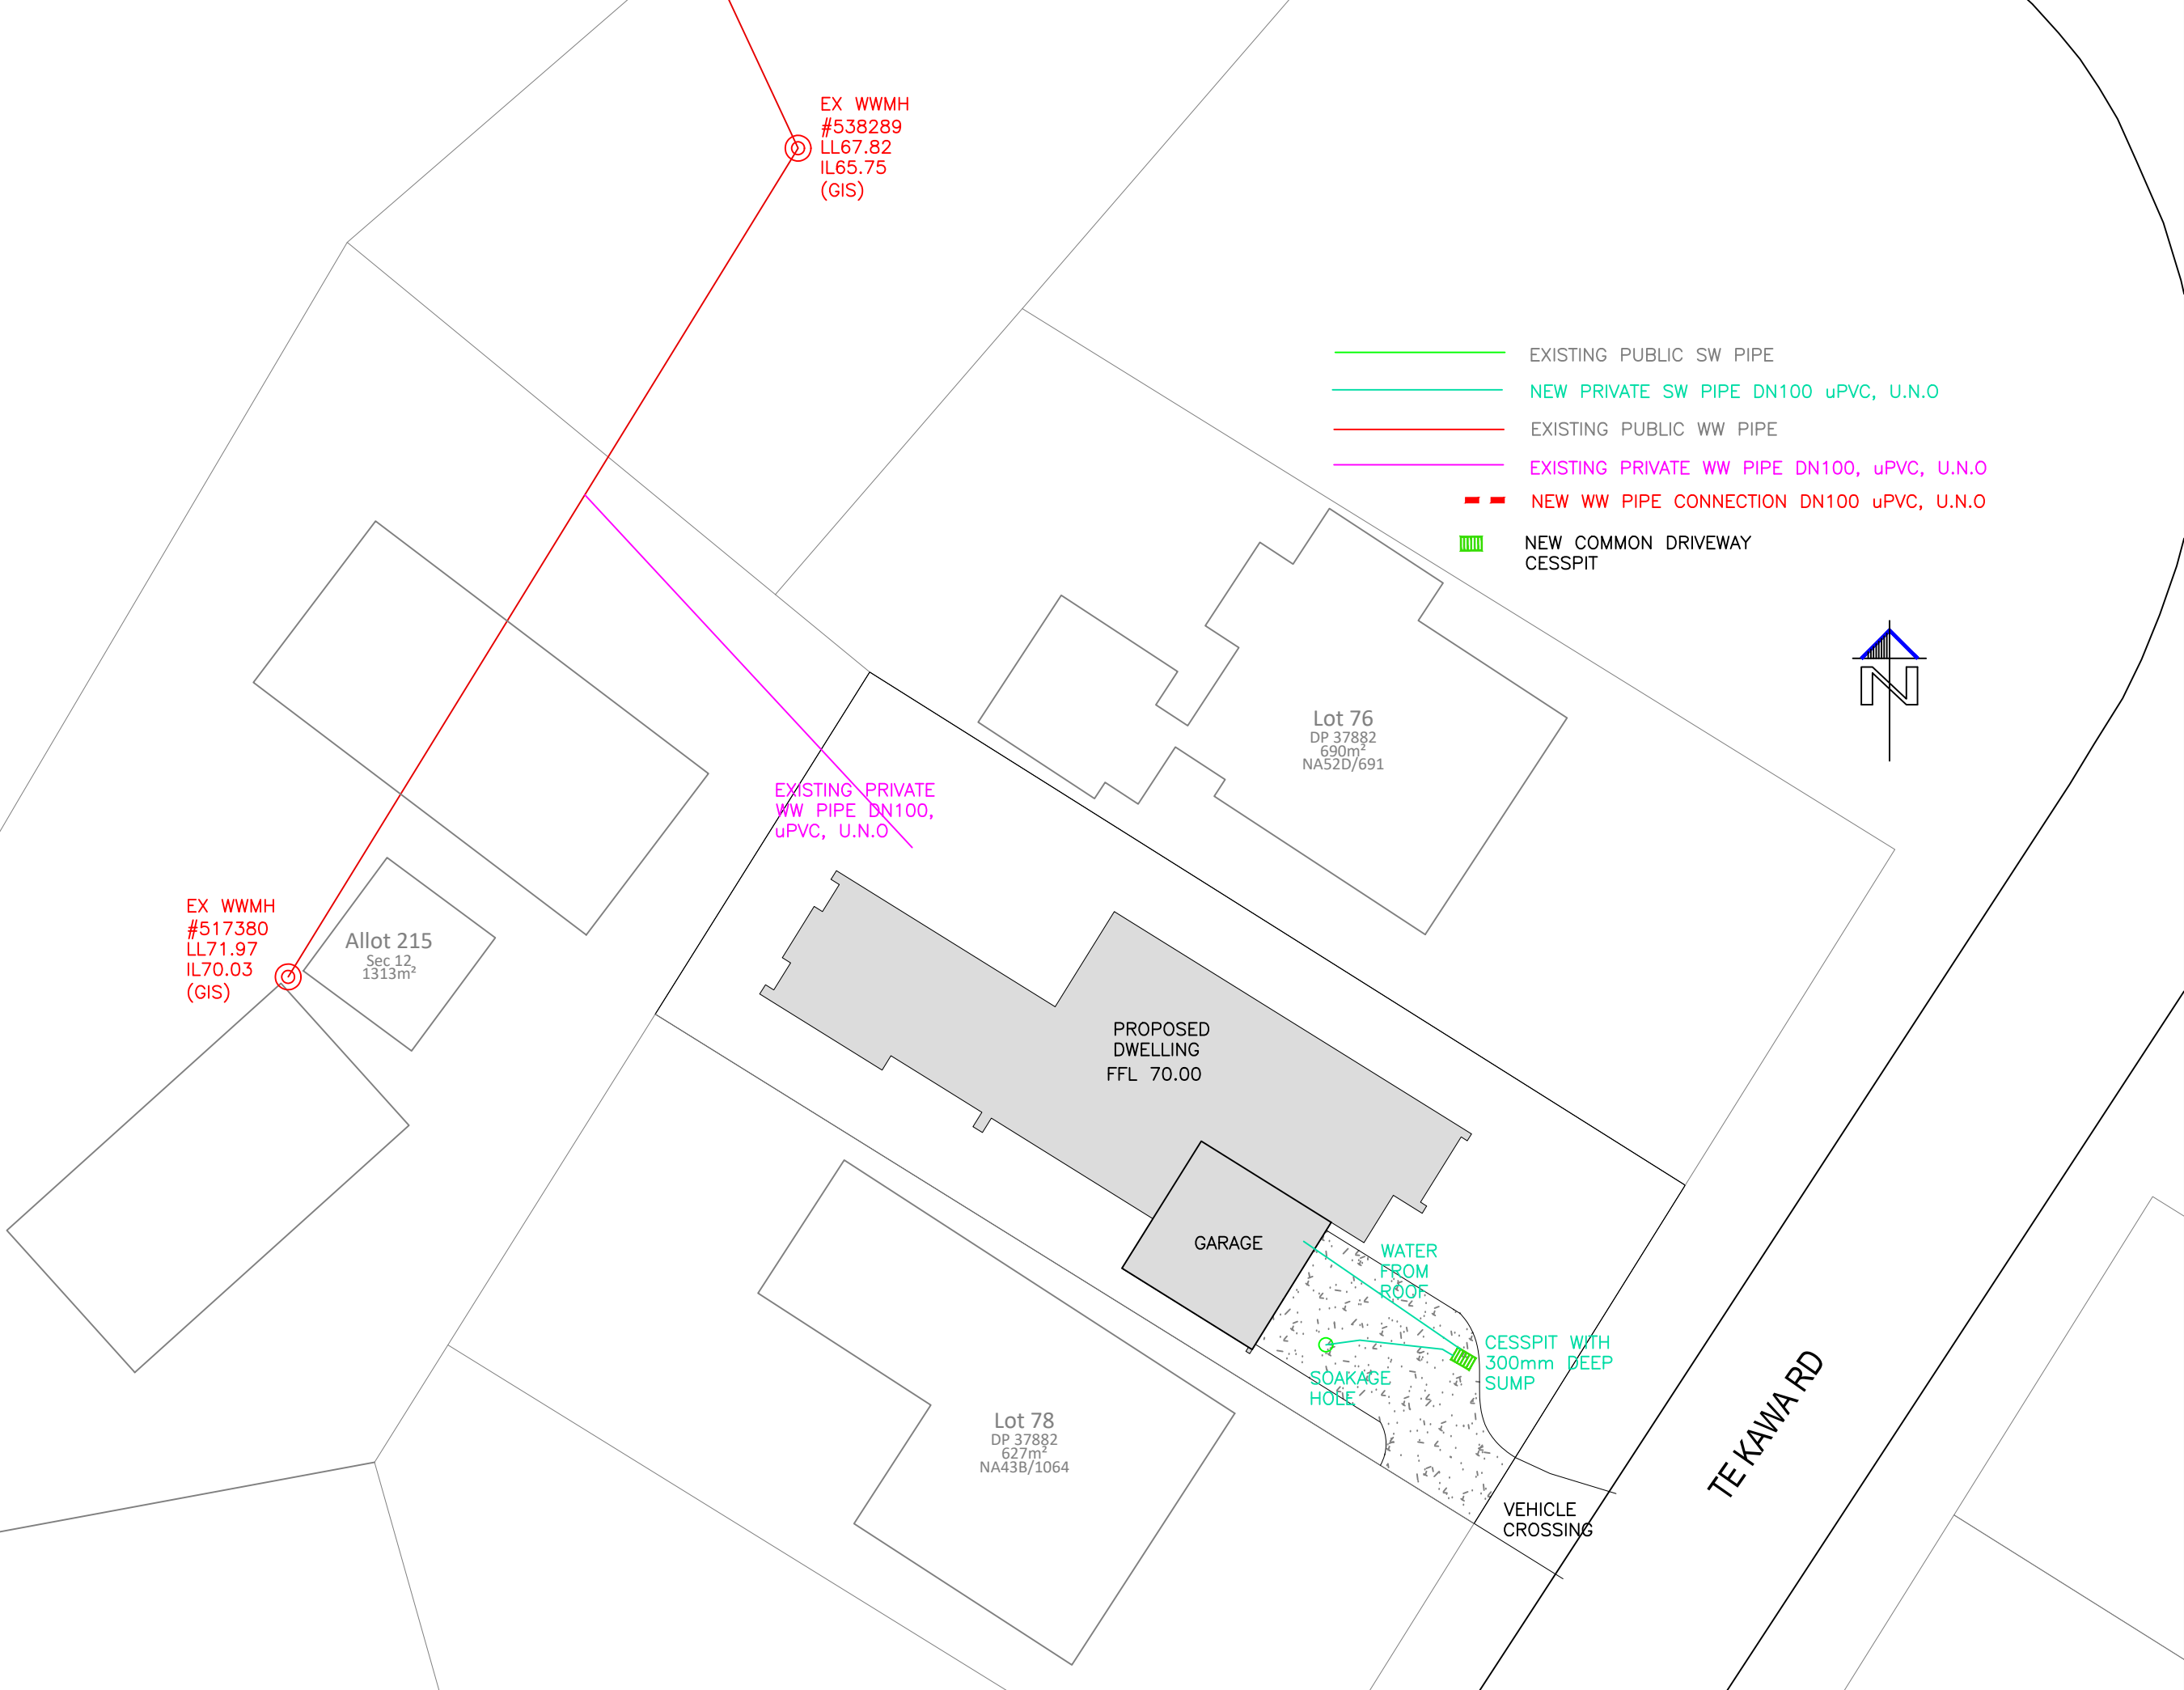 EX WWMH
#538289
LL67.82
IL65.75
(GIS)
EXISTING PUBLIC SW PIPE
NEW PRIVATE SW PIPE DN100 uPVC, U.N.O
EXISTING PUBLIC WW PIPE
EXISTING PRIVATE WW PIPE DN100, uPVC, U.N.O
NEW WW PIPE CONNECTION DN100 uPVC, U.N.O
NEW COMMON DRIVEWAY
CESSPIT
N
Lot 76
DP 37882
690m²
NA52D/691
EXISTING PRIVATE
WW PIPE DN100,
uPVC, U.N.O
EX WWMH
#517380
LL71.97
IL70.03
(GIS)
Allot 215
Sec 12
1313m²
PROPOSED
DWELLING
FFL 70.00
GARAGE
WATER
FROM
ROOF
CESSPIT WITH
300mm DEEP
SUMP
SOAKAGE
HOLE
Lot 78
DP 37882
627m²
NA43B/1064
TE KAWA RD
VEHICLE
CROSSING